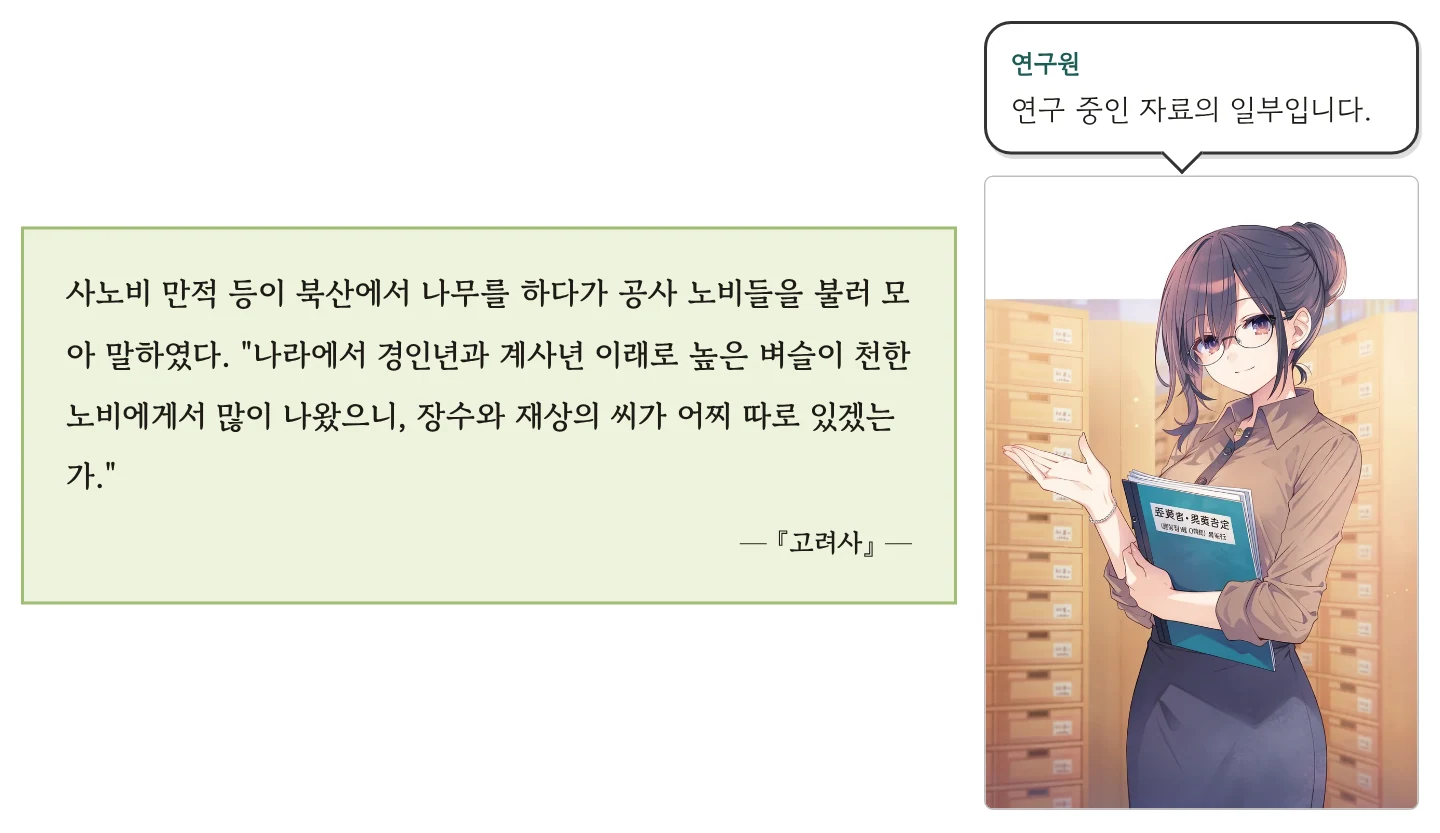 연구원
연구 중인 자료의 일부입니다.
사노비 만적 등이 북산에서 나무를 하다가 공사 노비들을 불러 모
아 말하였다. "나라에서 경인년과 계사년 이래로 높은 벼슬이 천한
노비에게서 많이 나왔으니, 장수와 재상의 씨가 어찌 따로 있겠는
가."
― 『고려사』 ―